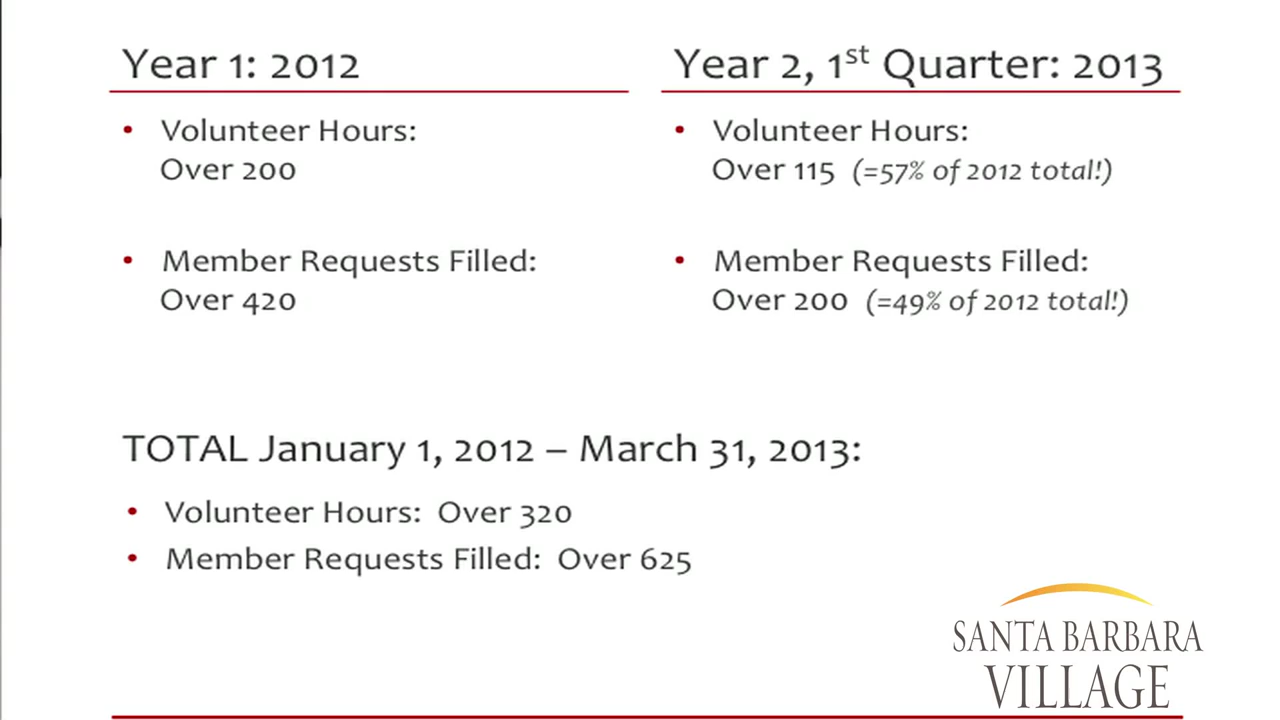 Year 1: 2012
• Volunteer Hours:
Over 200
• Member Requests Filled:
Over 420
Year 2, 1st Quarter: 2013
• Volunteer Hours:
Over 115 (=57% of 2012 total!)
• Member Requests Filled:
Over 200 (=49% of 2012 total!)
TOTAL January 1, 2012 – March 31, 2013:
• Volunteer Hours: Over 320
• Member Requests Filled: Over 625
SANTA BARBARA
VILLAGE